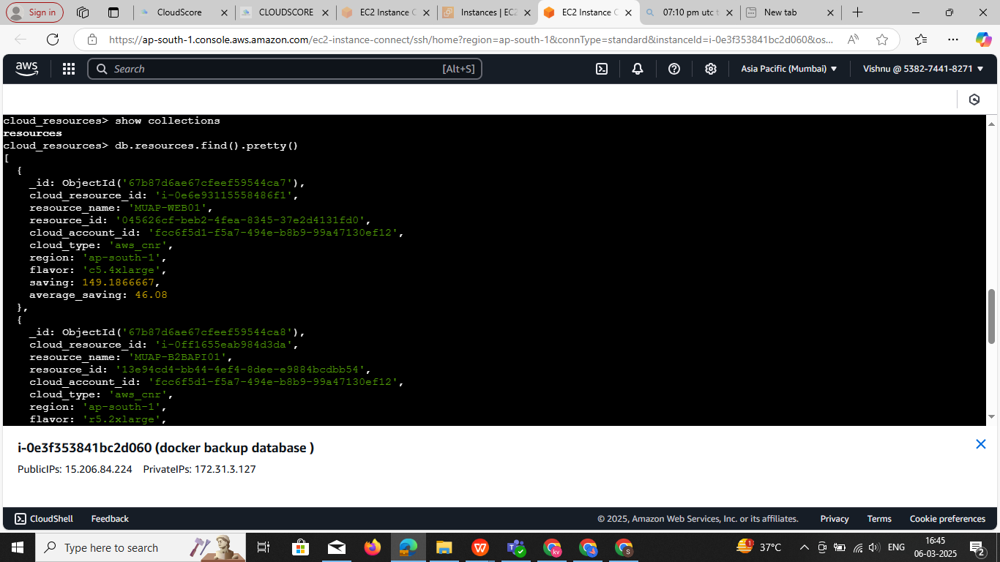 Sign in
CloudScore
CLOUDSCORE
EC2 Instance C
Instances | EC2
EC2 Instance C
07:10 pm utc t
New tab
https://ap-south-1.console.aws.amazon.com/ec2-instance-connect/ssh/home?region=ap-south-1&connType=standard&instanceId=i-0e3f353841bc2d060&os...
aws
Search [Alt+S]
Asia Pacific (Mumbai)
Vishnu @ 5382-7441-8271
cloud_resources> show collections
resources
cloud_resources> db.resources.find().pretty()
[
{
_id: ObjectId('67b87d6ae67cfeef59544ca7'),
cloud_resource_id: 'i-0e6e93115558486f1',
resource_name: 'MUAP-WEB01',
resource_id: '045626cf-beb2-4fea-8345-37e2d4131fd0',
cloud_account_id: 'fcc6f5d1-f5a7-494e-b8b9-99a47130ef12',
cloud_type: 'aws_cnr',
region: 'ap-south-1',
flavor: 'c5.4xlarge',
saving: 149.1866667,
average_saving: 46.08
},
{
_id: ObjectId('67b87d6ae67cfeef59544ca8'),
cloud_resource_id: 'i-0ff1655eab984d3da',
resource_name: 'MUAP-B2BAPI01',
resource_id: '13e94cd4-bb44-4ef4-8dee-e9884bcdbb54',
cloud_account_id: 'fcc6f5d1-f5a7-494e-b8b9-99a47130ef12',
cloud_type: 'aws_cnr',
region: 'ap-south-1',
flavor: 'r5.2xlarge',
i-0e3f353841bc2d060 (docker backup database )
PublicIPs: 15.206.84.224 PrivateIPs: 172.31.3.127
CloudShell Feedback © 2025, Amazon Web Services, Inc. or its affiliates. Privacy Terms Cookie preferences
Type here to search
37°C
ENG
16:45
06-03-2025
2